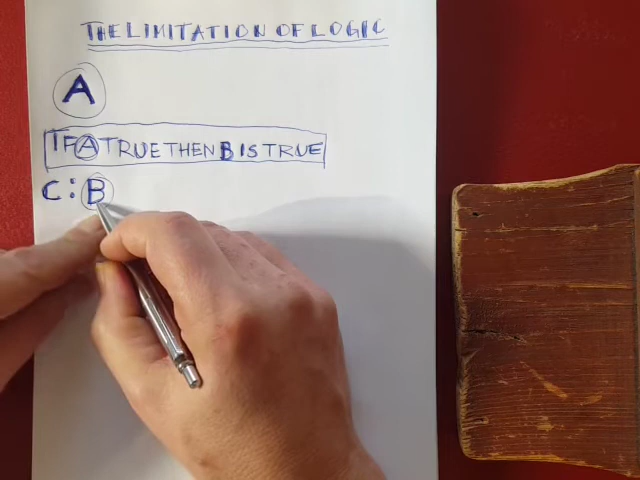 THE LIMITATION OF LOGIC
A
IF A TRUE THEN B IS TRUE
C: B